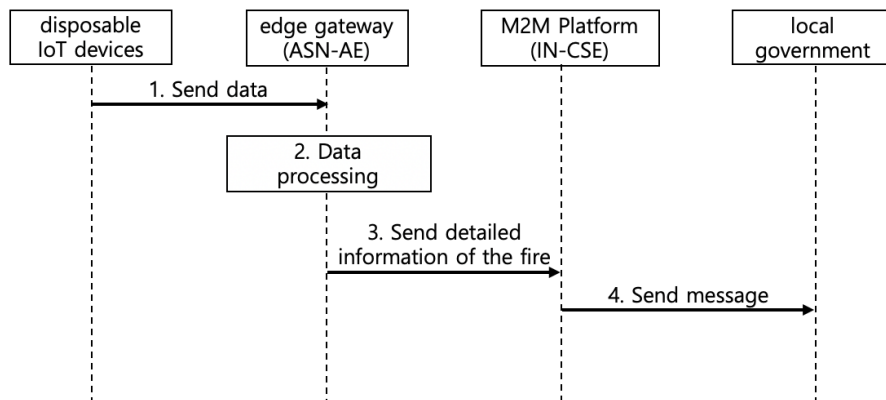 disposable
IoT devices
edge gateway
(ASN-AE)
M2M Platform
(IN-CSE)
local
government
1. Send data
2. Data
processing
3. Send detailed
information of the fire
4. Send message